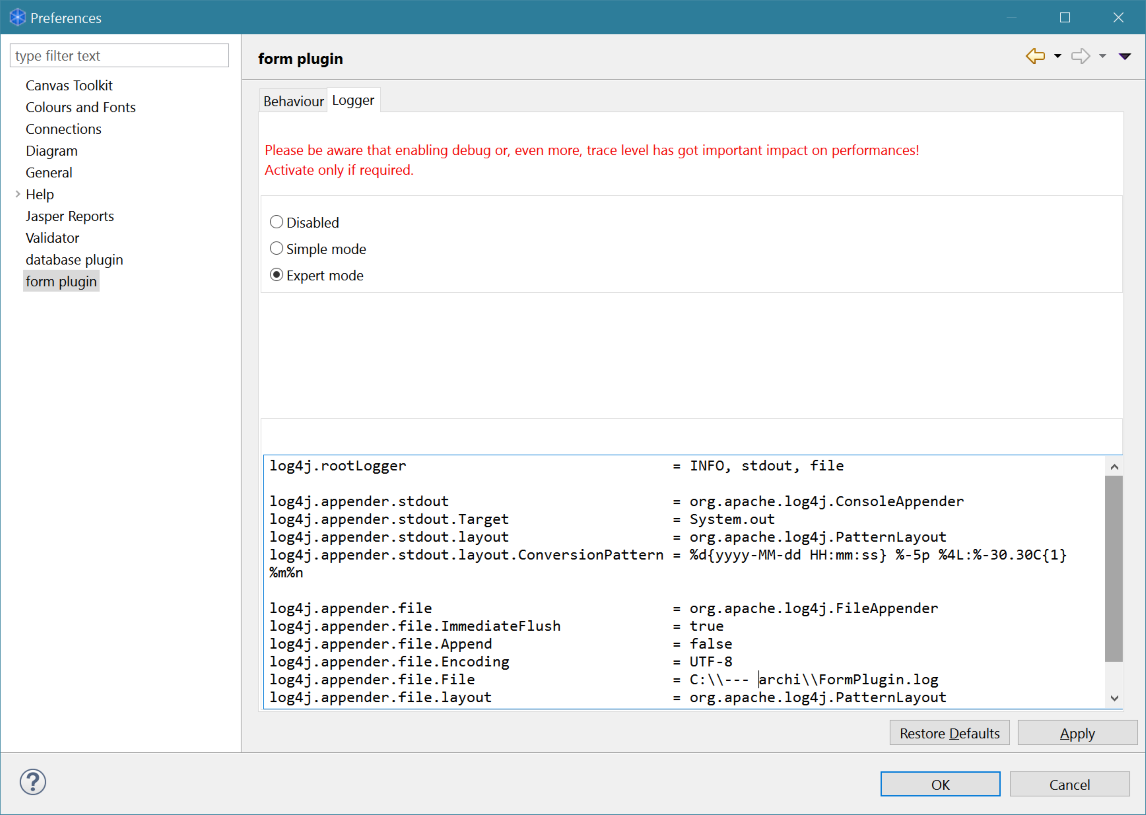 Preferences
type filter text
Canvas Toolkit
Colours and Fonts
Connections
Diagram
General
Help
Jasper Reports
Validator
database plugin
form plugin
form plugin
Behaviour Logger
Please be aware that enabling debug or, even more, trace level has got important impact on performances!
Activate only if required.
Disabled
Simple mode
Expert mode
log4j.rootLogger = INFO, stdout, file
log4j.appender.stdout = org.apache.log4j.ConsoleAppender
log4j.appender.stdout.Target = System.out
log4j.appender.stdout.layout = org.apache.log4j.PatternLayout
log4j.appender.stdout.layout.ConversionPattern = %d{yyyy-MM-dd HH:mm:ss} %-5p %4L:%-30.30C{1}
%m%n
log4j.appender.file = org.apache.log4j.FileAppender
log4j.appender.file.ImmediateFlush = true
log4j.appender.file.Append = false
log4j.appender.file.Encoding = UTF-8
log4j.appender.file.File = C:\\--- archi\\FormPlugin.log
log4j.appender.file.layout = org.apache.log4j.PatternLayout
Restore Defaults Apply
? OK Cancel